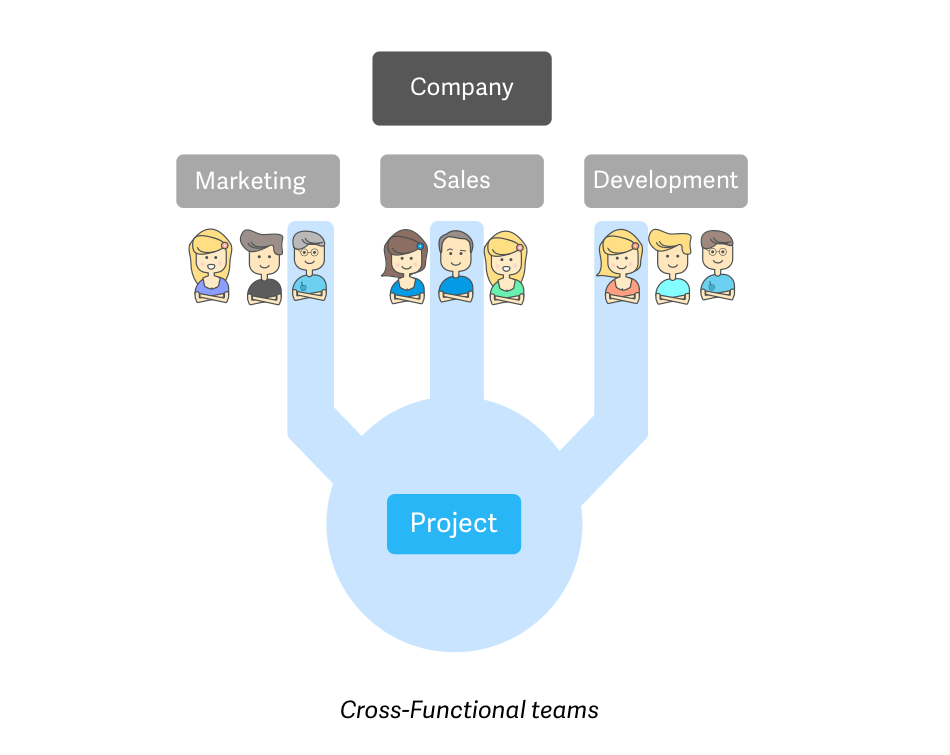 Company
Marketing
Sales
Development
Project
Cross-Functional teams